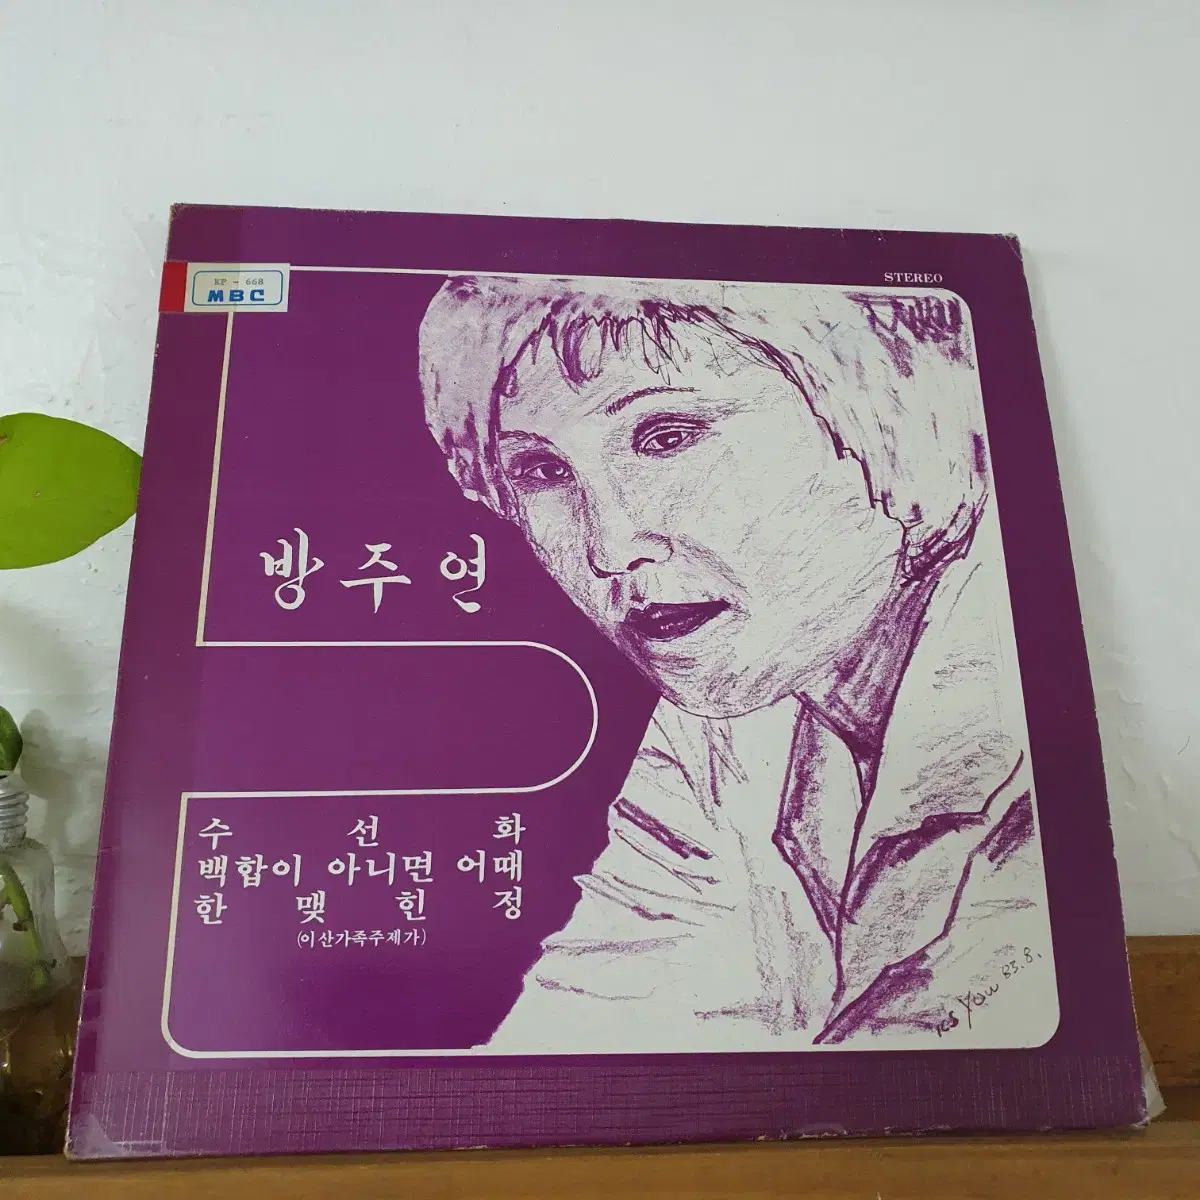 KP - 668
MBC
STEREO
방주연
수선화
백합이 아니면 어때
한맺힌정
(이산가족주제가)
You 83.8.